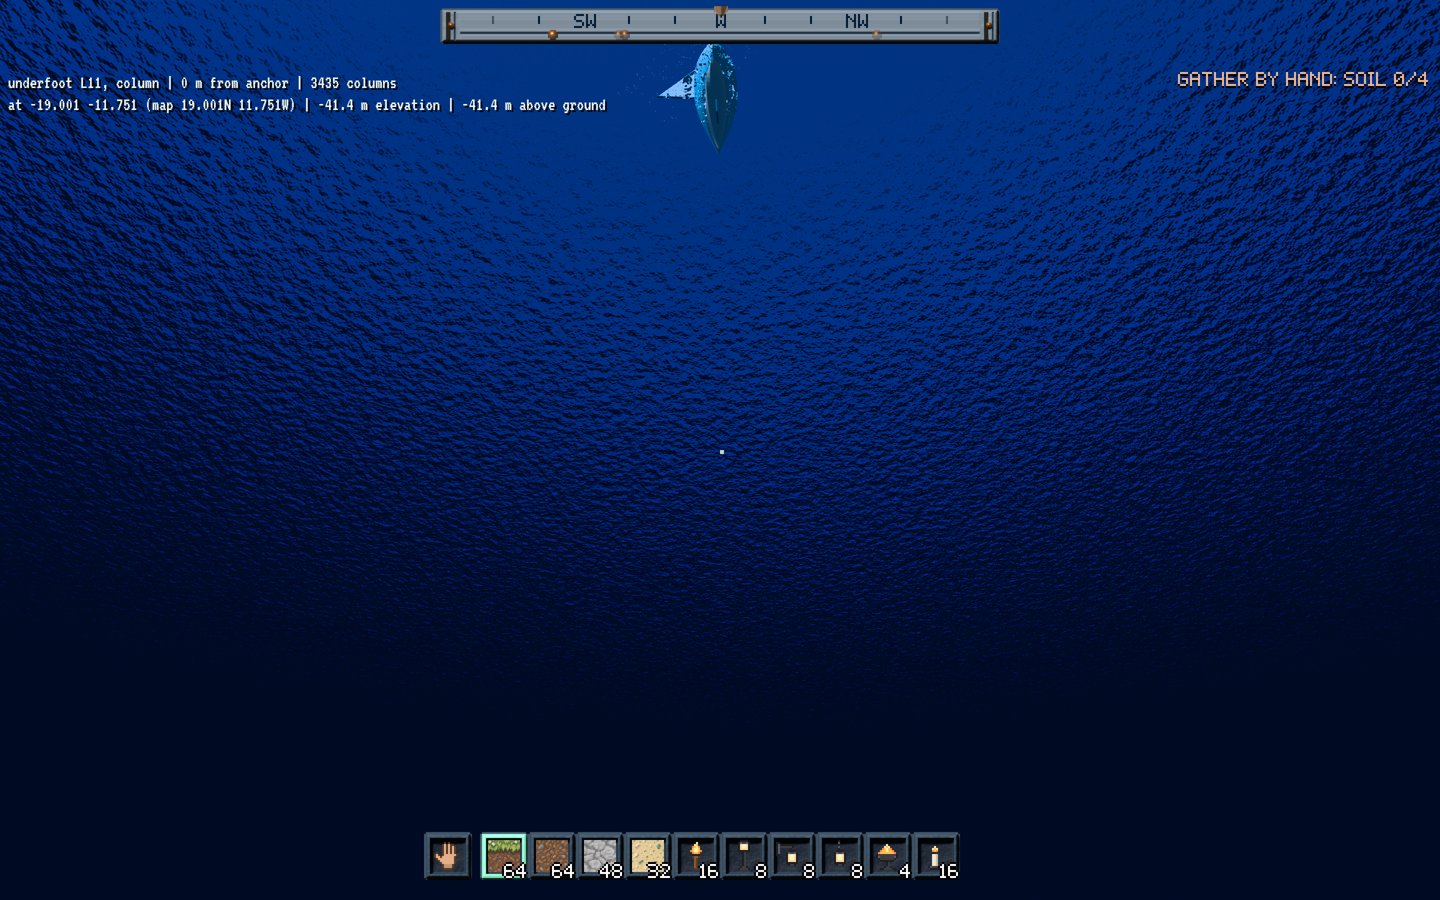 SW W NW
underfoot L11, column | 0 m from anchor | 3435 columns
GATHER BY HAND: SOIL 0/4
at -19.001 -11.751 (map 19.001N 11.751W) | -41.4 m elevation | -41.4 m above ground
64 64 48 32 16 8 8 8 4 16